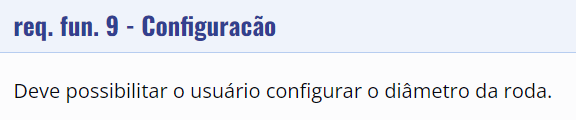 req. fun. 9 - Configuracão
Deve possibilitar o usuário configurar o diâmetro da roda.